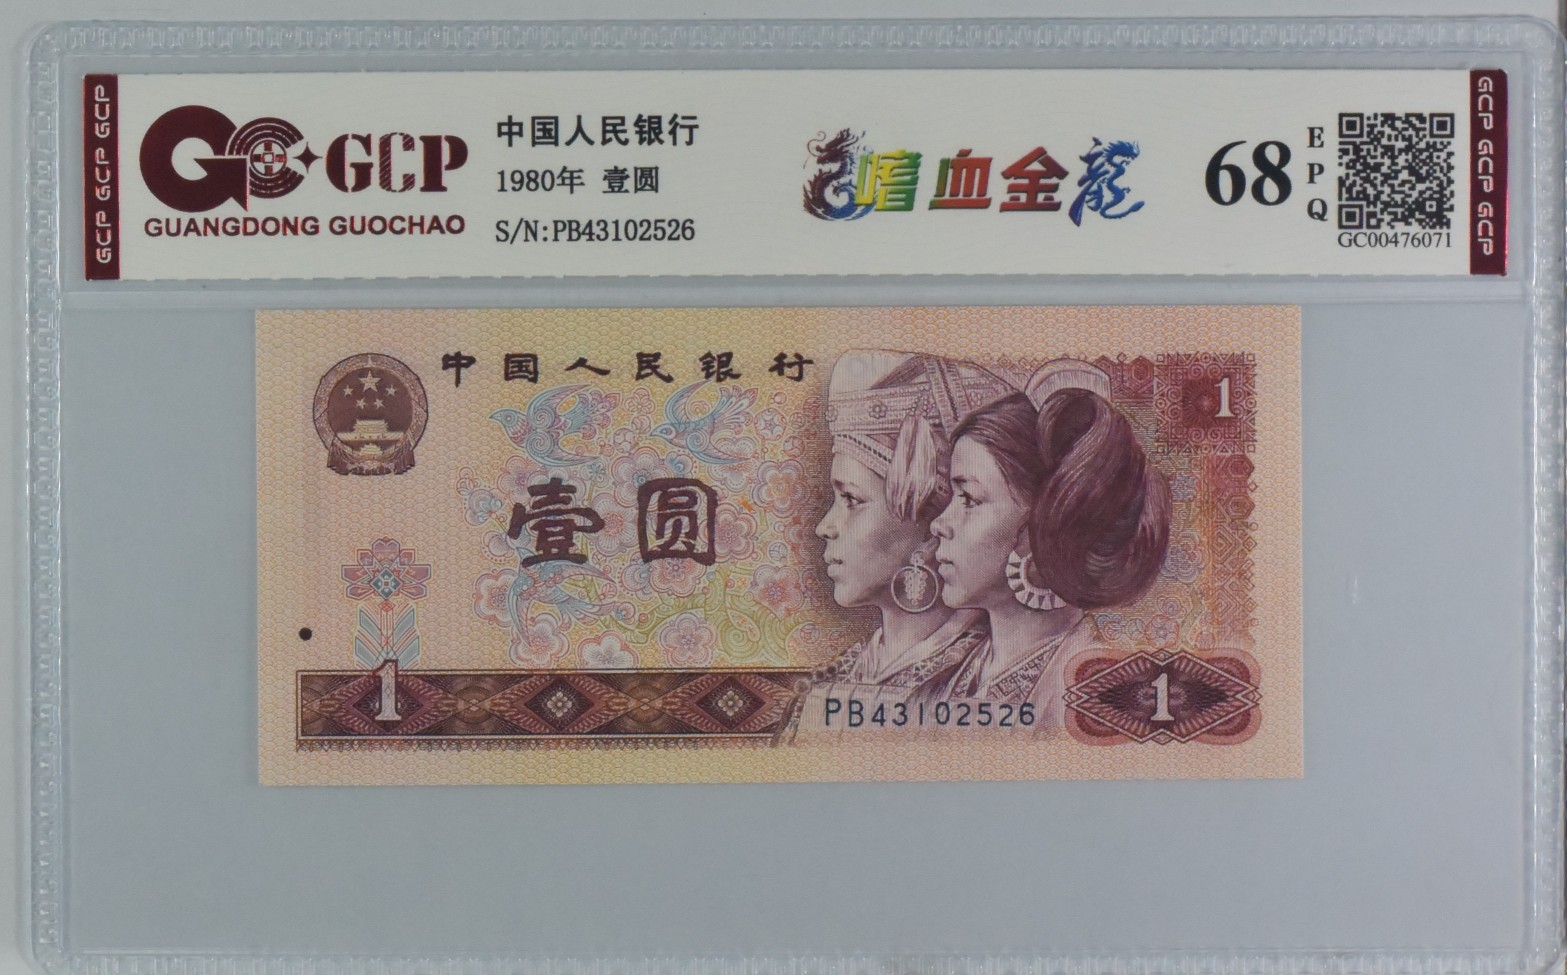 GCP GCP GCP
GCP
GUANGDONG GUOCHAO
中国人民银行
1980年 壹圆
S/N:PB43102526
嗜血金龍
68
EPQ
GC00476071
GCP GCP GCP
中国人民银行
1
壹圆
1
PB43102526
1